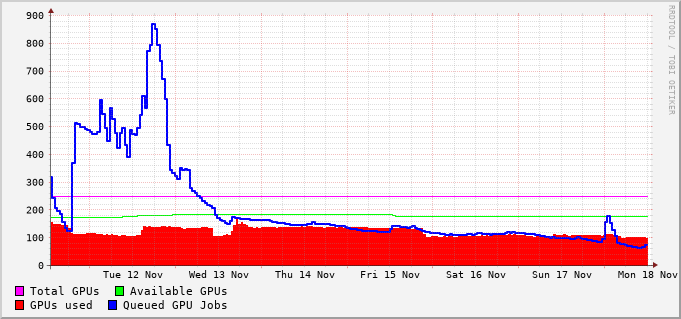 RRDTOOL / TOBI OETIKER
900
800
700
600
500
400
300
200
100
0
Tue 12 Nov Wed 13 Nov Thu 14 Nov Fri 15 Nov Sat 16 Nov Sun 17 Nov Mon 18 Nov
Total GPUs Available GPUs
GPUs used Queued GPU Jobs